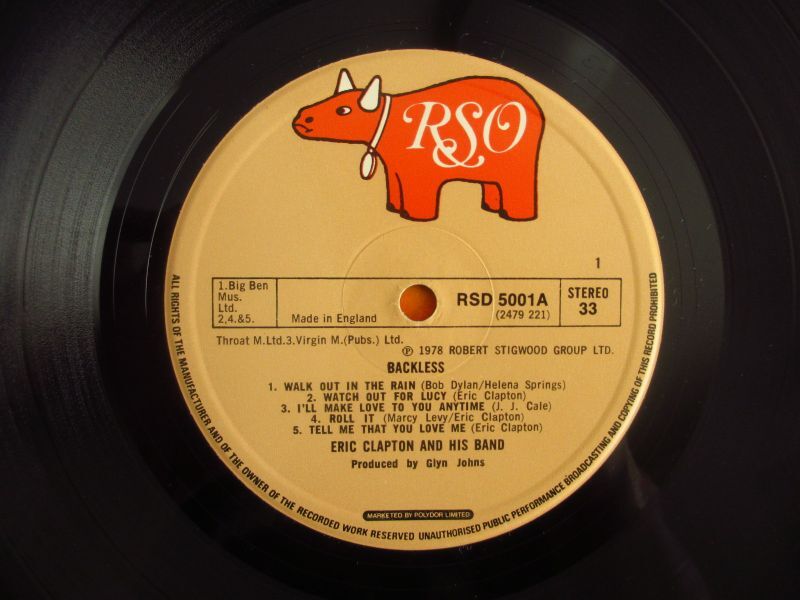 RSO
1
1.Big Ben
Mus.
Ltd.
2,4.&5.
Made in England
RSD 5001A
(2479 221)
STEREO
33
Throat M.Ltd.3.Virgin M.(Pubs.) Ltd.
℗ 1978 ROBERT STIGWOOD GROUP LTD.
BACKLESS
1. WALK OUT IN THE RAIN (Bob Dylan/Helena Springs)
2. WATCH OUT FOR LUCY (Eric Clapton)
3. I'LL MAKE LOVE TO YOU ANYTIME (J. J. Cale)
4. ROLL IT (Marcy Levy/Eric Clapton)
5. TELL ME THAT YOU LOVE ME (Eric Clapton)
ERIC CLAPTON AND HIS BAND
Produced by Glyn Johns
MARKETED BY POLYDOR LIMITED
ALL RIGHTS OF THE MANUFACTURER AND OF THE OWNER OF THE RECORDED WORK RESERVED UNAUTHORISED PUBLIC PERFORMANCE BROADCASTING AND COPYING OF THIS RECORD PROHIBITED